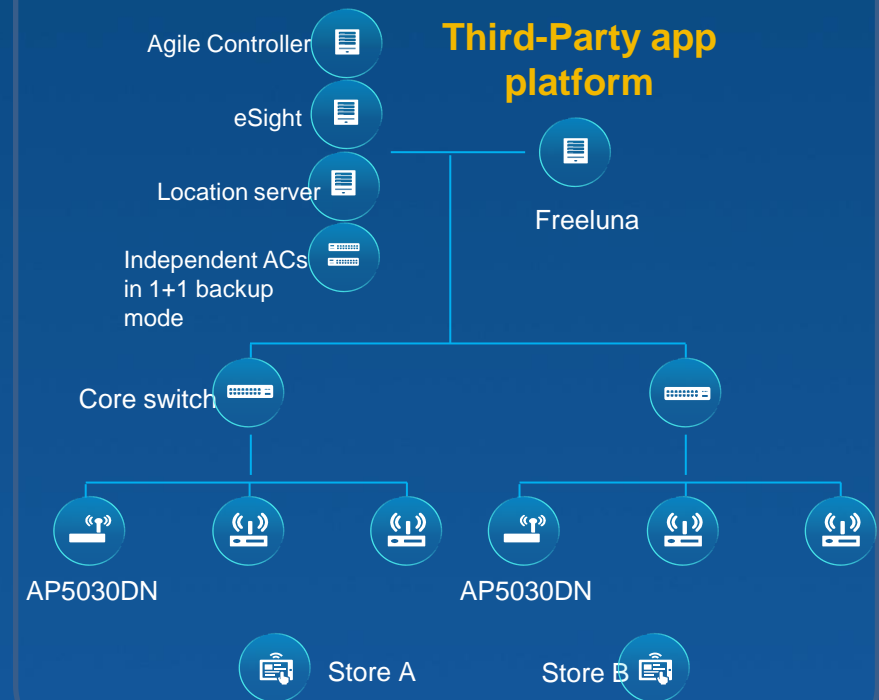 Agile Controller
Third-Party app
platform
eSight
Location server
Freeluna
Independent ACs
in 1+1 backup
mode
Core switch
AP5030DN
AP5030DN
Store A
Store B